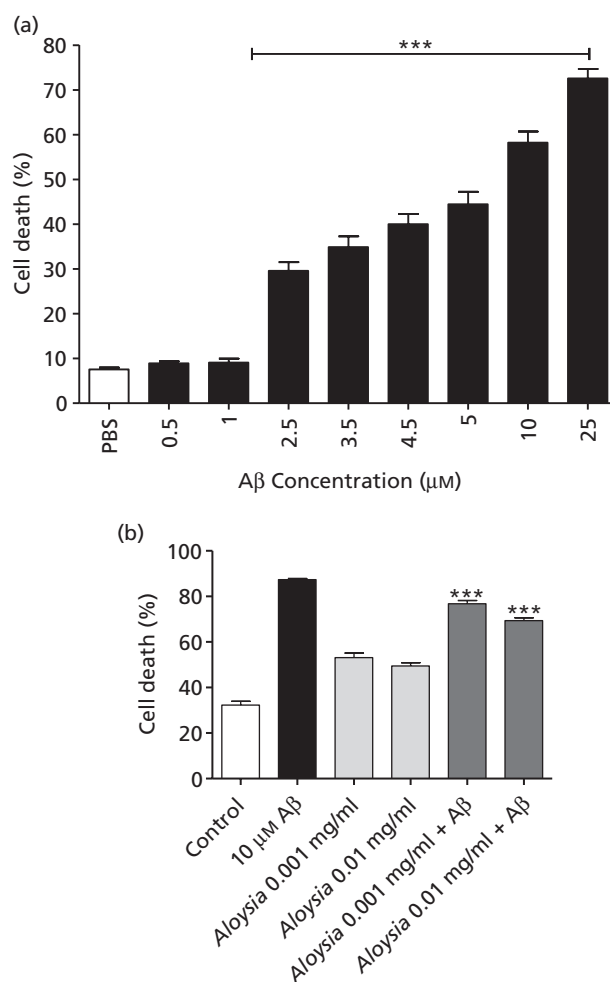 (a)
80
70
60
50
40
30
20
10
0
Cell death (%)
***
PBS
0.5
1
2.5
3.5
4.5
5
10
25
Aβ Concentration (μM)
(b)
100
80
60
40
20
0
Cell death (%)
***
***
Control
10 μM Aβ
Aloysia 0.001 mg/ml
Aloysia 0.01 mg/ml
Aloysia 0.001 mg/ml + Aβ
Aloysia 0.01 mg/ml + Aβ